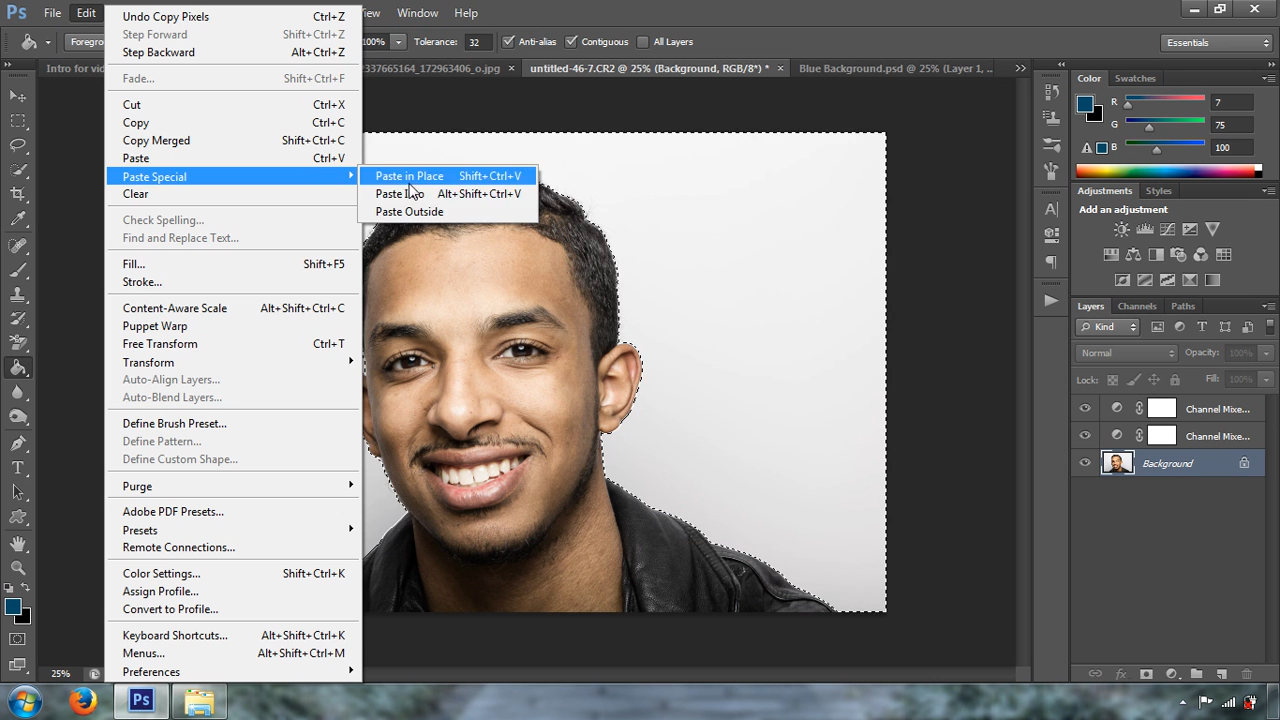 Ps File Edit iew Window Help
Foregro 100% Tolerance: 32 Anti-alias Contiguous All Layers Essentials
Intro for vid 337665164_172963406_o.jpg × untitled-46-7.CR2 @ 25% (Background, RGB/8*) * × Blue Background.psd @ 25% (Layer 1, ...
Undo Copy Pixels Ctrl+Z
Step Forward Shift+Ctrl+Z
Step Backward Alt+Ctrl+Z
Fade... Shift+Ctrl+F
Cut Ctrl+X
Copy Ctrl+C
Copy Merged Shift+Ctrl+C
Paste Ctrl+V
Paste Special
Clear
Check Spelling...
Find and Replace Text...
Fill... Shift+F5
Stroke...
Content-Aware Scale Alt+Shift+Ctrl+C
Puppet Warp
Free Transform Ctrl+T
Transform
Auto-Align Layers...
Auto-Blend Layers...
Define Brush Preset...
Define Pattern...
Define Custom Shape...
Purge
Adobe PDF Presets...
Presets
Remote Connections...
Color Settings... Shift+Ctrl+K
Assign Profile...
Convert to Profile...
Keyboard Shortcuts... Alt+Shift+Ctrl+K
Menus... Alt+Shift+Ctrl+M
Preferences
Paste in Place Shift+Ctrl+V
Paste Alt+Shift+Ctrl+V
Paste Outside
Color Swatches
R 7
G 75
B 100
Adjustments Styles
Add an adjustment
Layers Channels Paths
Kind
Normal Opacity: 100%
Lock: Fill: 100%
Channel Mixe...
Channel Mixe...
Background
25%
Ps